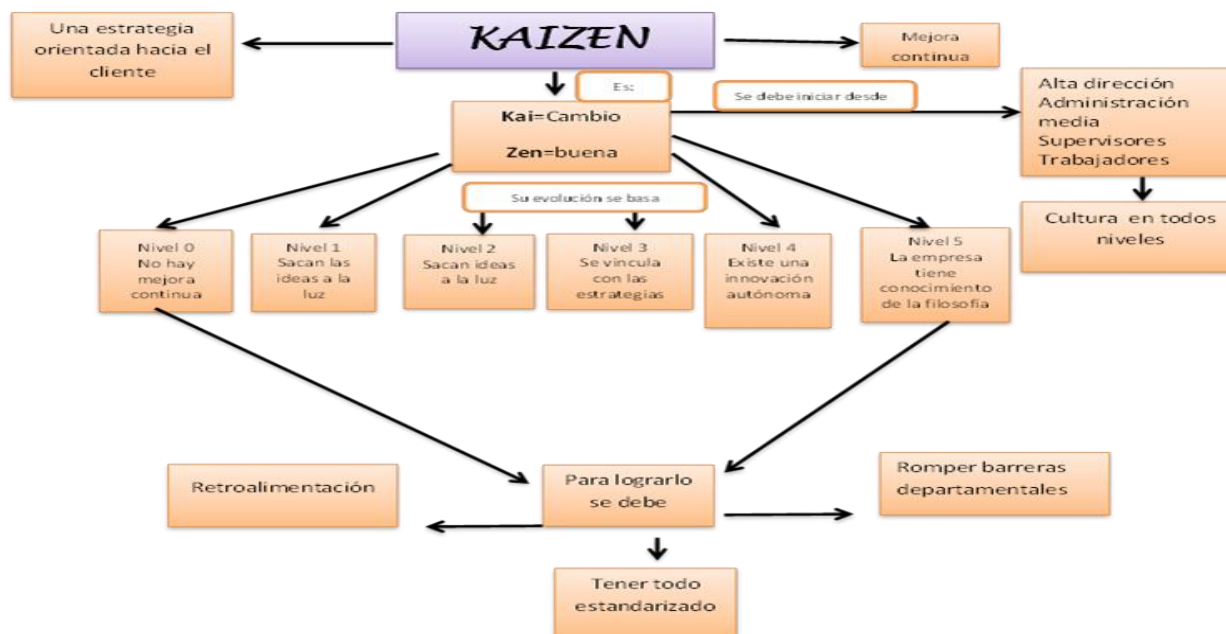 Una estrategia
orientada hacia el
cliente
KAIZEN
Mejora
continua
Es:
Se debe iniciar desde
Kai=Cambio
Zen=buena
Alta dirección
Administración
media
Supervisores
Trabajadores
Su evolución se basa
Cultura en todos
niveles
Nivel 0
No hay
mejora
continua
Nivel 1
Sacan las
ideas a la
luz
Nivel 2
Sacan ideas
a la luz
Nivel 3
Se vincula
con las
estrategias
Nivel 4
Existe una
innovación
autónoma
Nivel 5
La empresa
tiene
conocimiento
de la filosofía
Retroalimentación
Para lograrlo
se debe
Romper barreras
departamentales
Tener todo
estandarizado